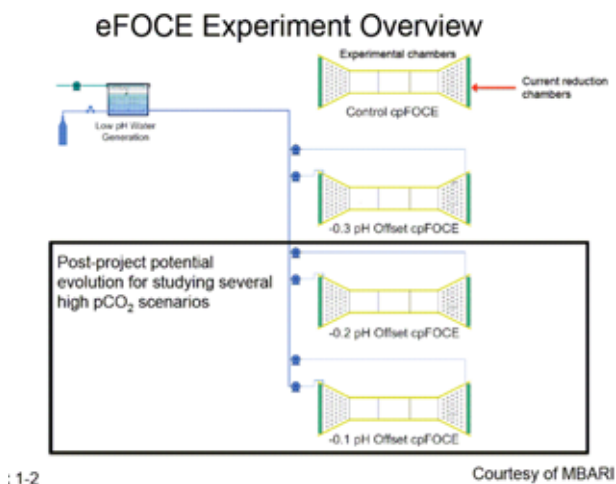 eFOCE Experiment Overview
Experimental chambers
Current reduction
chambers
Control cpFOCE
Low pH Water
Generation
-0.3 pH Offset cpFOCE
Post-project potential
evolution for studying several
high pCO₂ scenarios
-0.2 pH Offset cpFOCE
-0.1 pH Offset cpFOCE
: 1-2
Courtesy of MBARI